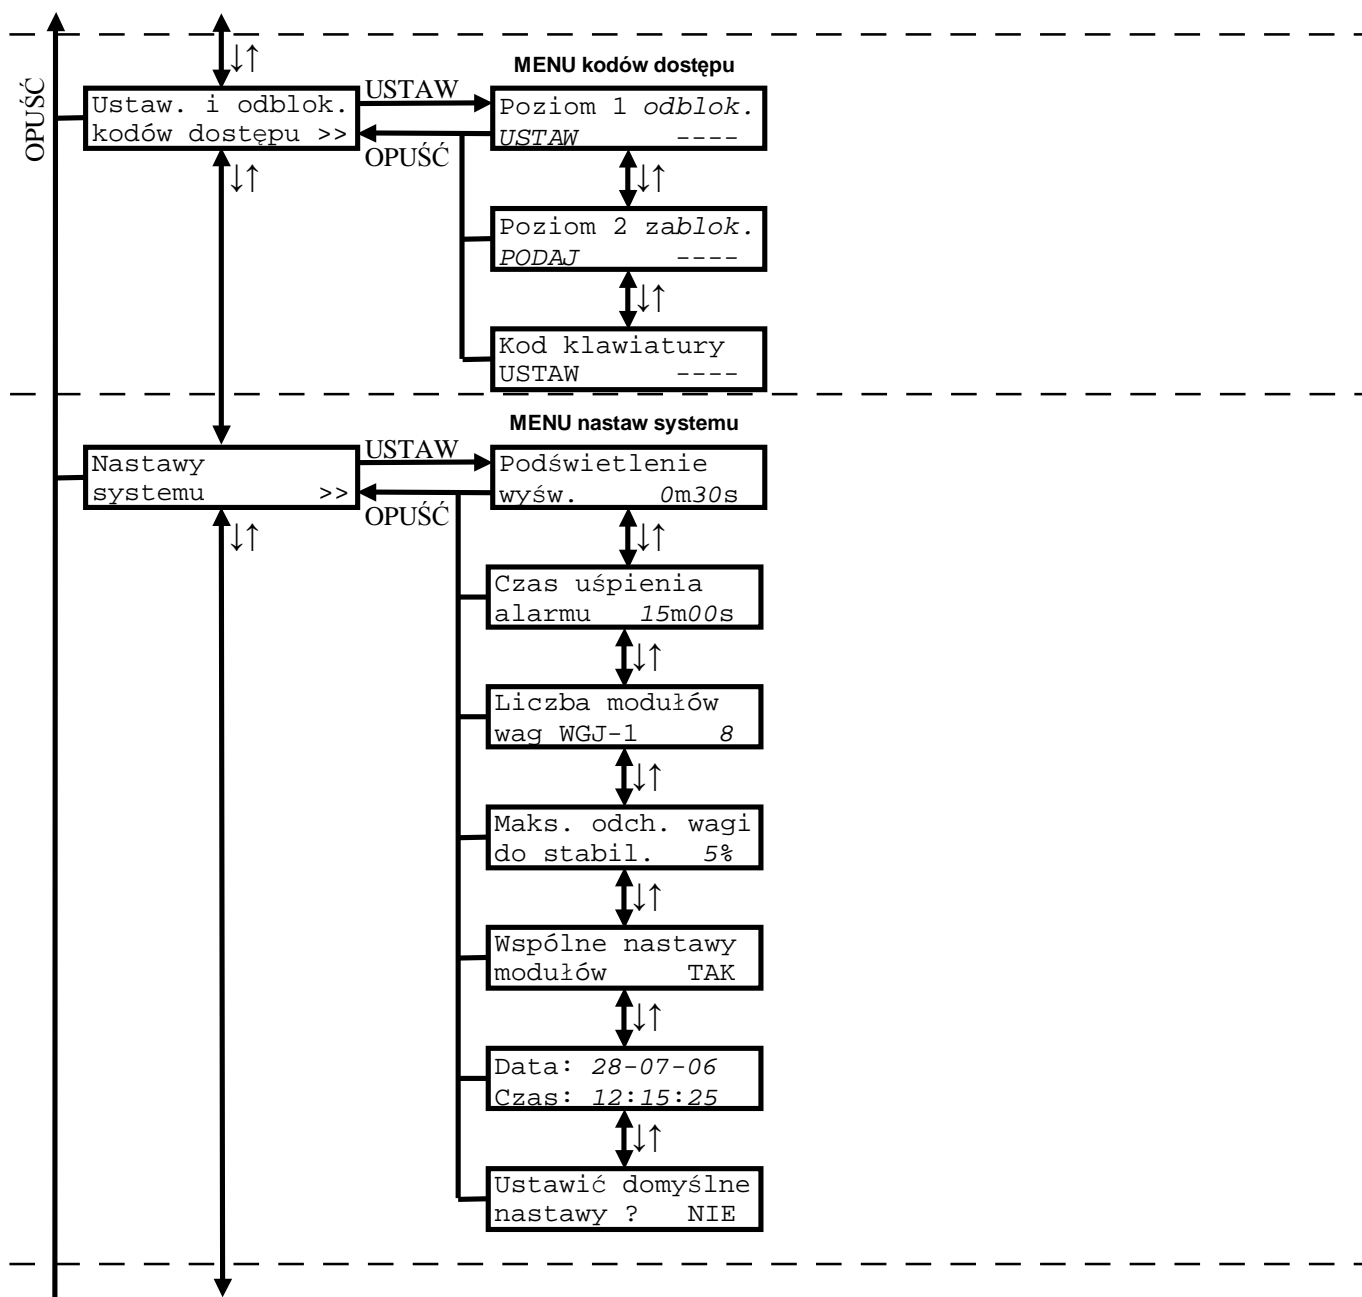 OPUŚĆ
↓↑
MENU kodów dostępu
Ustaw. i odblok.
kodów dostępu >>
USTAW
OPUŚĆ
Poziom 1 odblok.
USTAW ----
↓↑
↓↑
Poziom 2 zablok.
PODAJ ----
↓↑
Kod klawiatury
USTAW ----
MENU nastaw systemu
Nastawy
systemu >>
USTAW
OPUŚĆ
Podświetlenie
wyśw. 0m30s
↓↑
↓↑
Czas uśpienia
alarmu 15m00s
↓↑
Liczba modułów
wag WGJ-1 8
↓↑
Maks. odch. wagi
do stabil. 5%
↓↑
Wspólne nastawy
modułów TAK
↓↑
Data: 28-07-06
Czas: 12:15:25
↓↑
Ustawić domyślne
nastawy ? NIE